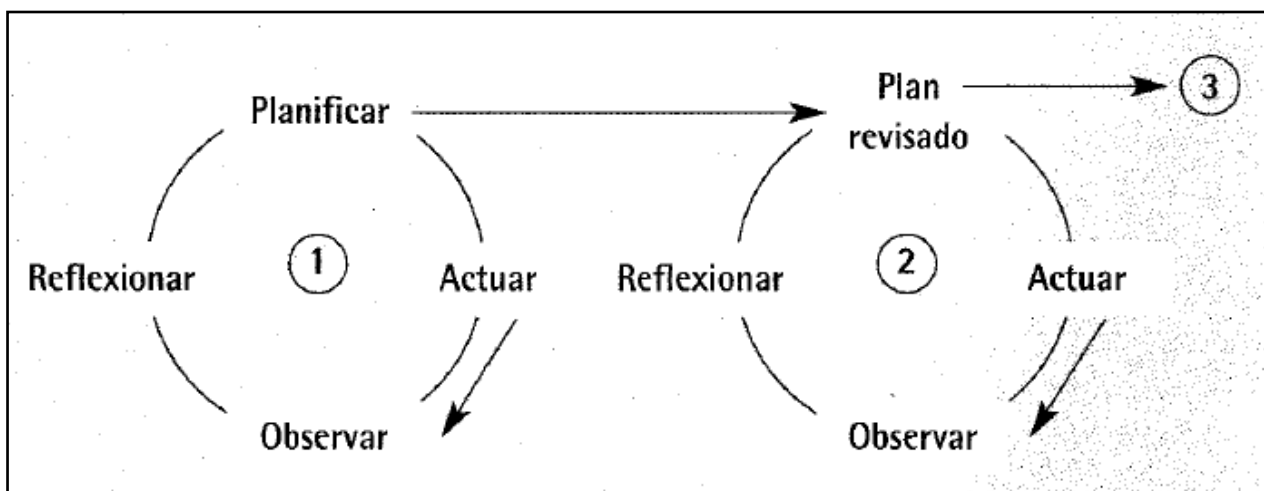 Planificar
Plan
revisado
3
Reflexionar
1
Actuar
Reflexionar
2
Actuar
Observar
Observar